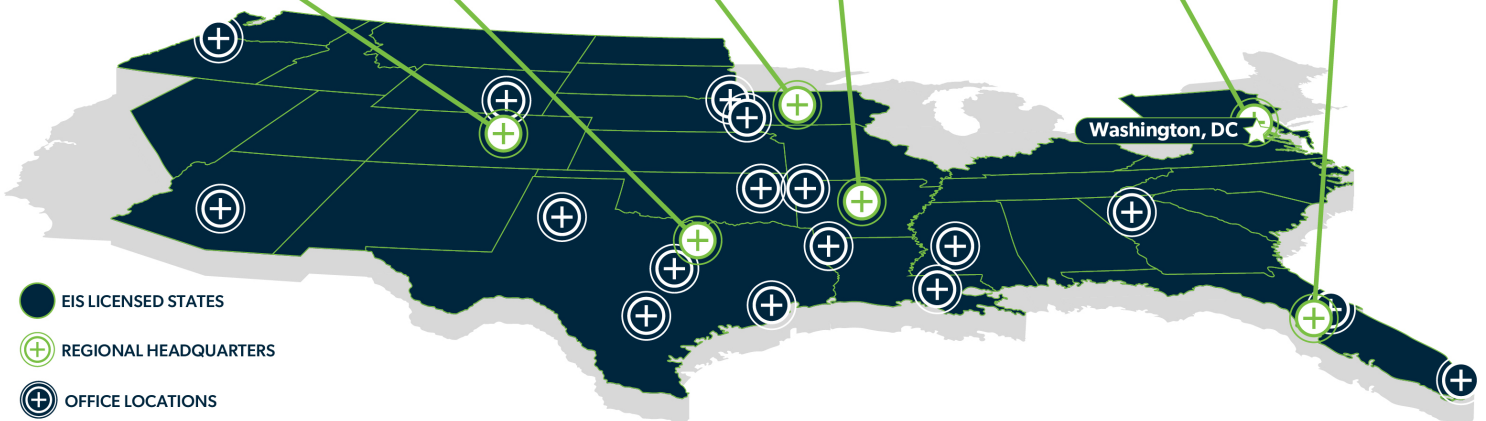 Washington, DC
EIS LICENSED STATES
REGIONAL HEADQUARTERS
OFFICE LOCATIONS